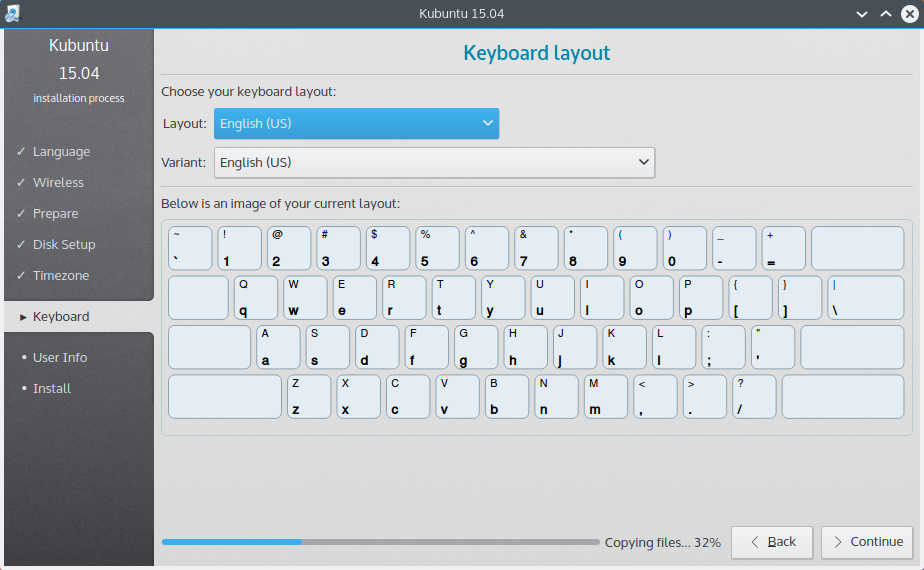 Kubuntu 15.04
Kubuntu
15.04
installation process
✓ Language
✓ Wireless
✓ Prepare
✓ Disk Setup
✓ Timezone
▸ Keyboard
• User Info
• Install
Keyboard layout
Choose your keyboard layout:
Layout: English (US)
Variant: English (US)
Below is an image of your current layout:
~ ! @ # $ % ^ & * ( ) _ +
` 1 2 3 4 5 6 7 8 9 0 - =
Q W E R T Y U I O P { } |
q w e r t y u i o p [ ] \
A S D F G H J K L : "
a s d f g h j k l ; '
Z X C V B N M < > ?
z x c v b n m , . /
Copying files... 32%
Back
Continue